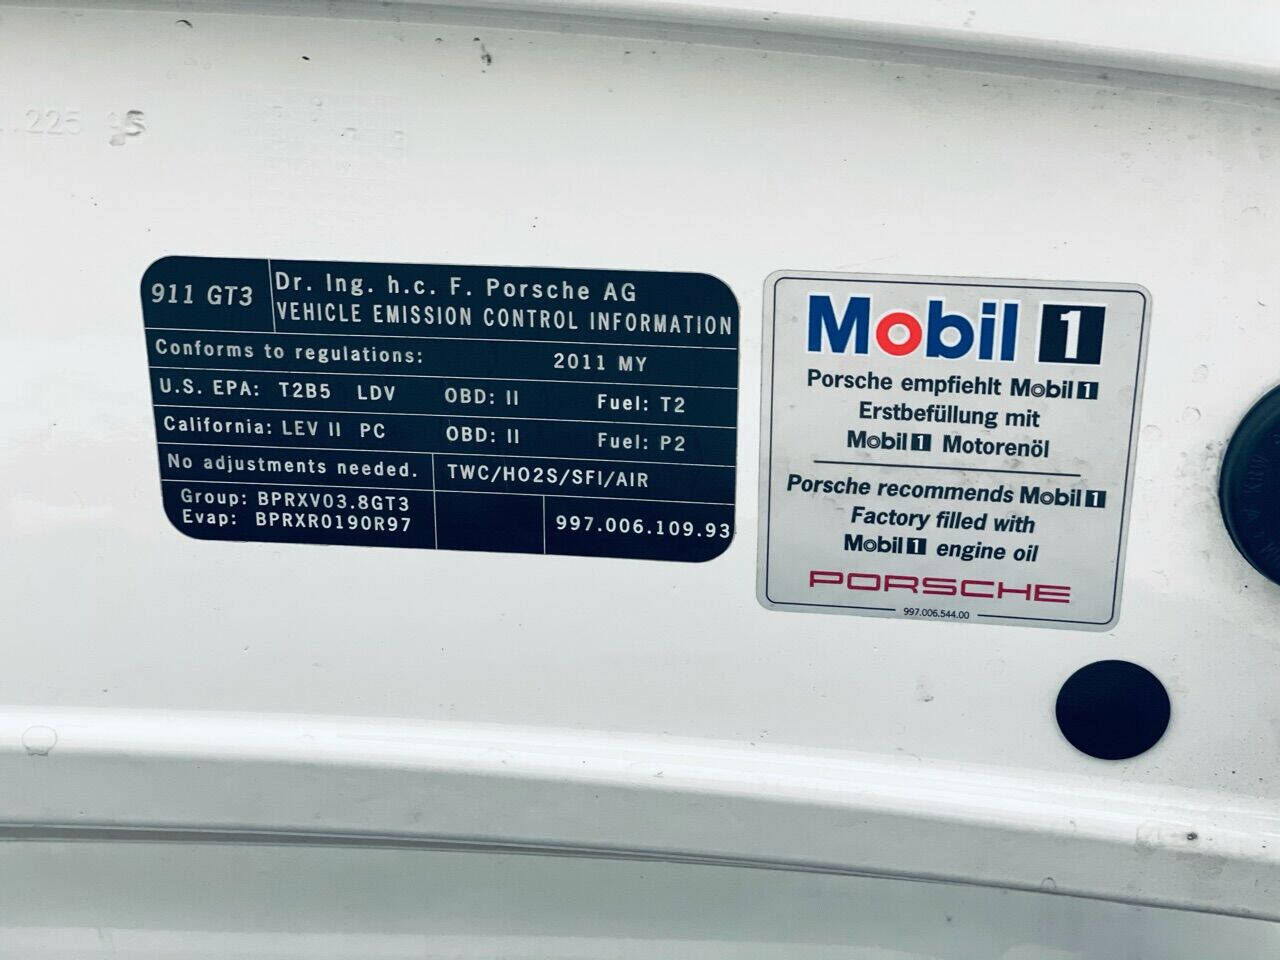 225
911 GT3
Dr. Ing. h.c. F. Porsche AG
VEHICLE EMISSION CONTROL INFORMATION
Conforms to regulations: 2011 MY
U.S. EPA: T2B5 LDV OBD: II Fuel: T2
California: LEV II PC OBD: II Fuel: P2
No adjustments needed. TWC/HO2S/SFI/AIR
Group: BPRXV03.8GT3
Evap: BPRXR0190R97
997.006.109.93
Mobil 1
Porsche empfiehlt Mobil 1
Erstbefüllung mit
Mobil 1 Motorenöl
Porsche recommends Mobil 1
Factory filled with
Mobil 1 engine oil
PORSCHE
997.006.544.00